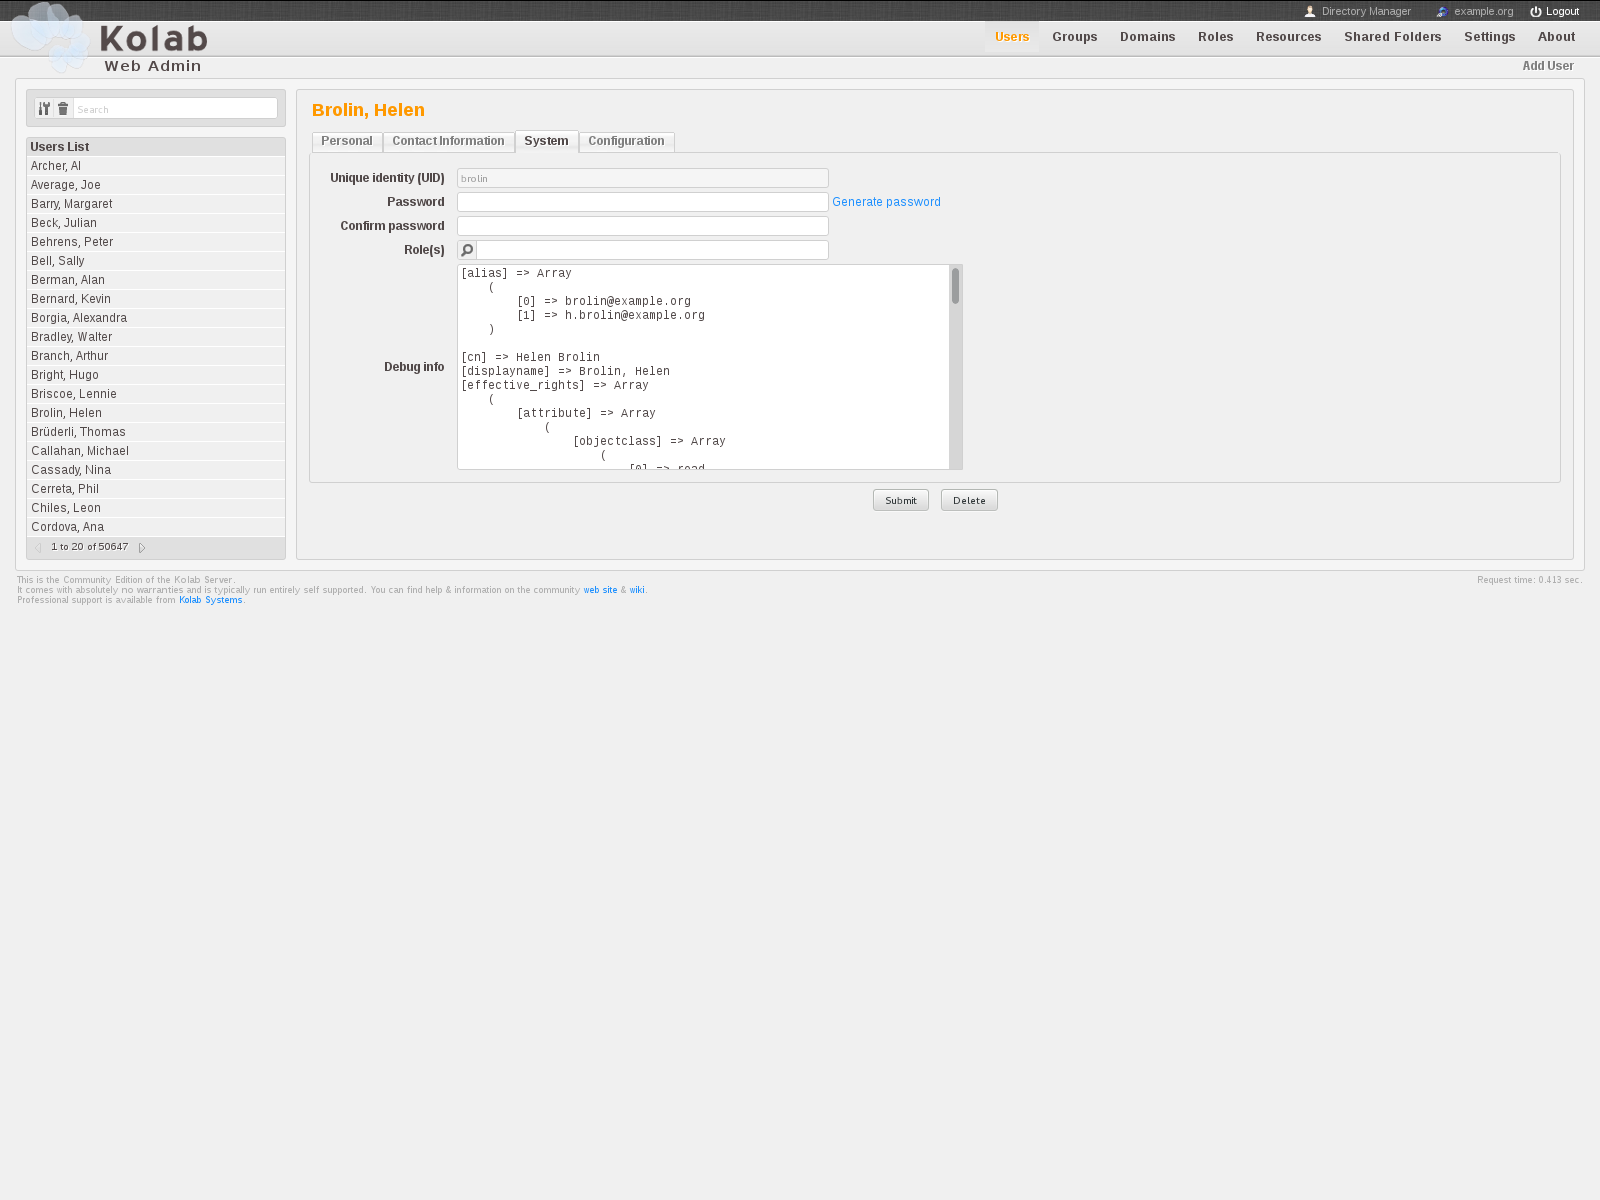 Directory Manager example.org Logout
Kolab
Web Admin
Users Groups Domains Roles Resources Shared Folders Settings About
Add User
Search
Users List
Archer, Al
Average, Joe
Barry, Margaret
Beck, Julian
Behrens, Peter
Bell, Sally
Berman, Alan
Bernard, Kevin
Borgia, Alexandra
Bradley, Walter
Branch, Arthur
Bright, Hugo
Briscoe, Lennie
Brolin, Helen
Brüderli, Thomas
Callahan, Michael
Cassady, Nina
Cerreta, Phil
Chiles, Leon
Cordova, Ana
1 to 20 of 50647
Brolin, Helen
Personal Contact Information System Configuration
Unique identity (UID) brolin
Password Generate password
Confirm password
Role(s)
Debug info
[alias] => Array
(
[0] => brolin@example.org
[1] => h.brolin@example.org
)
[cn] => Helen Brolin
[displayname] => Brolin, Helen
[effective_rights] => Array
(
[attribute] => Array
(
[objectclass] => Array
(
[0] => read
Submit Delete
This is the Community Edition of the Kolab Server.
It comes with absolutely no warranties and is typically run entirely self supported. You can find help & information on the community web site & wiki.
Professional support is available from Kolab Systems.
Request time: 0.413 sec.